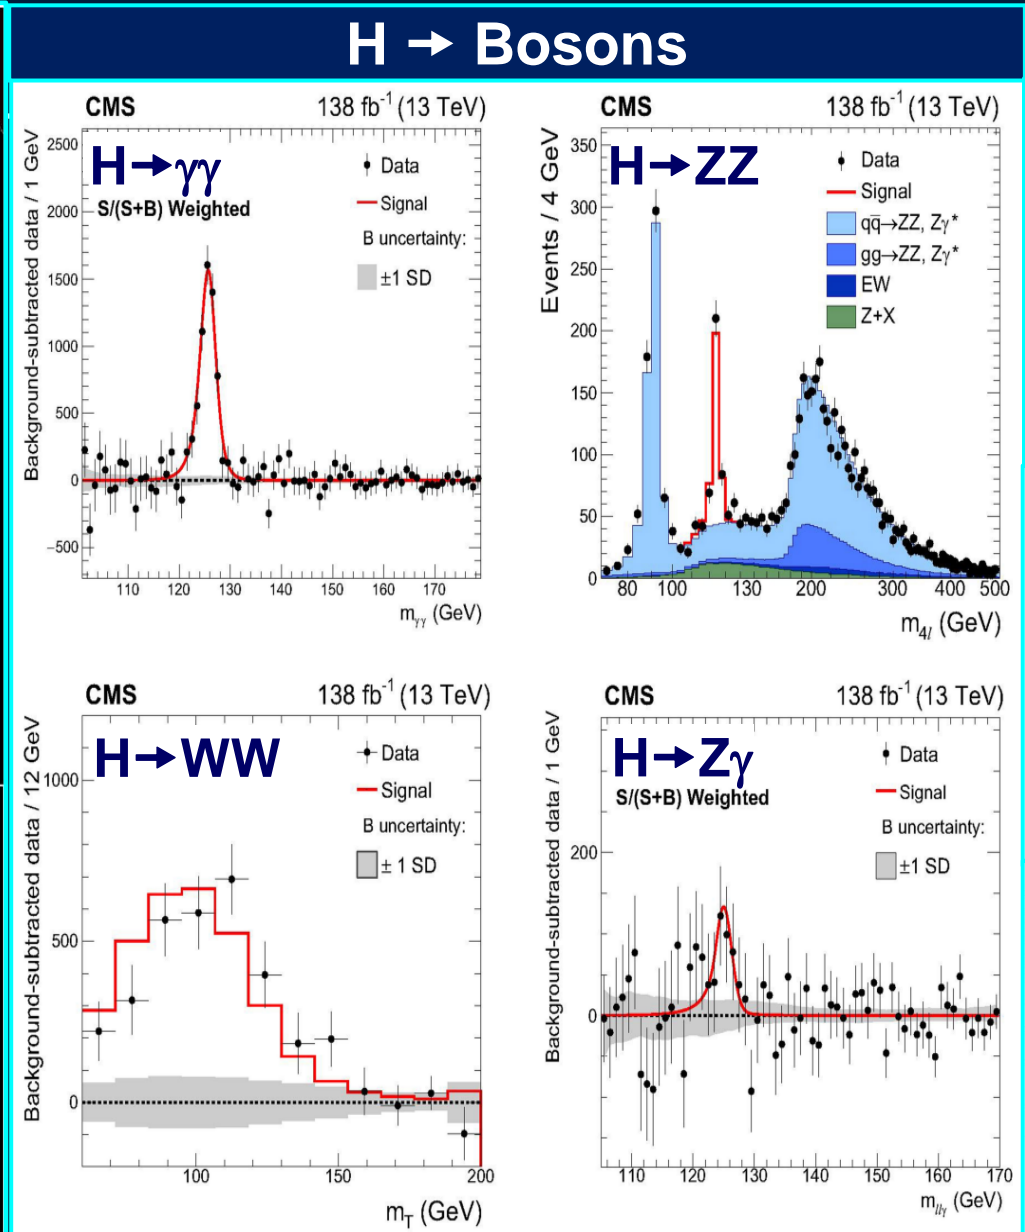 H → Bosons
CMS 138 fb⁻¹ (13 TeV)
Background-subtracted data / 1 GeV
H→γγ
S/(S+B) Weighted
Data
Signal
B uncertainty:
±1 SD
2500
2000
1500
1000
500
0
−500
110 120 130 140 150 160 170
m_γγ (GeV)
CMS 138 fb⁻¹ (13 TeV)
Events / 4 GeV
H→ZZ
Data
Signal
qq̅→ZZ, Zγ*
gg→ZZ, Zγ*
EW
Z+X
350
300
250
200
150
100
50
0
80 100 130 200 300 400 500
m_4l (GeV)
CMS 138 fb⁻¹ (13 TeV)
Background-subtracted data / 12 GeV
H→WW
Data
Signal
B uncertainty:
± 1 SD
1000
500
0
100 150 200
m_T (GeV)
CMS 138 fb⁻¹ (13 TeV)
Background-subtracted data / 1 GeV
H→Zγ
S/(S+B) Weighted
Data
Signal
B uncertainty:
±1 SD
200
0
110 120 130 140 150 160 170
m_llγ (GeV)